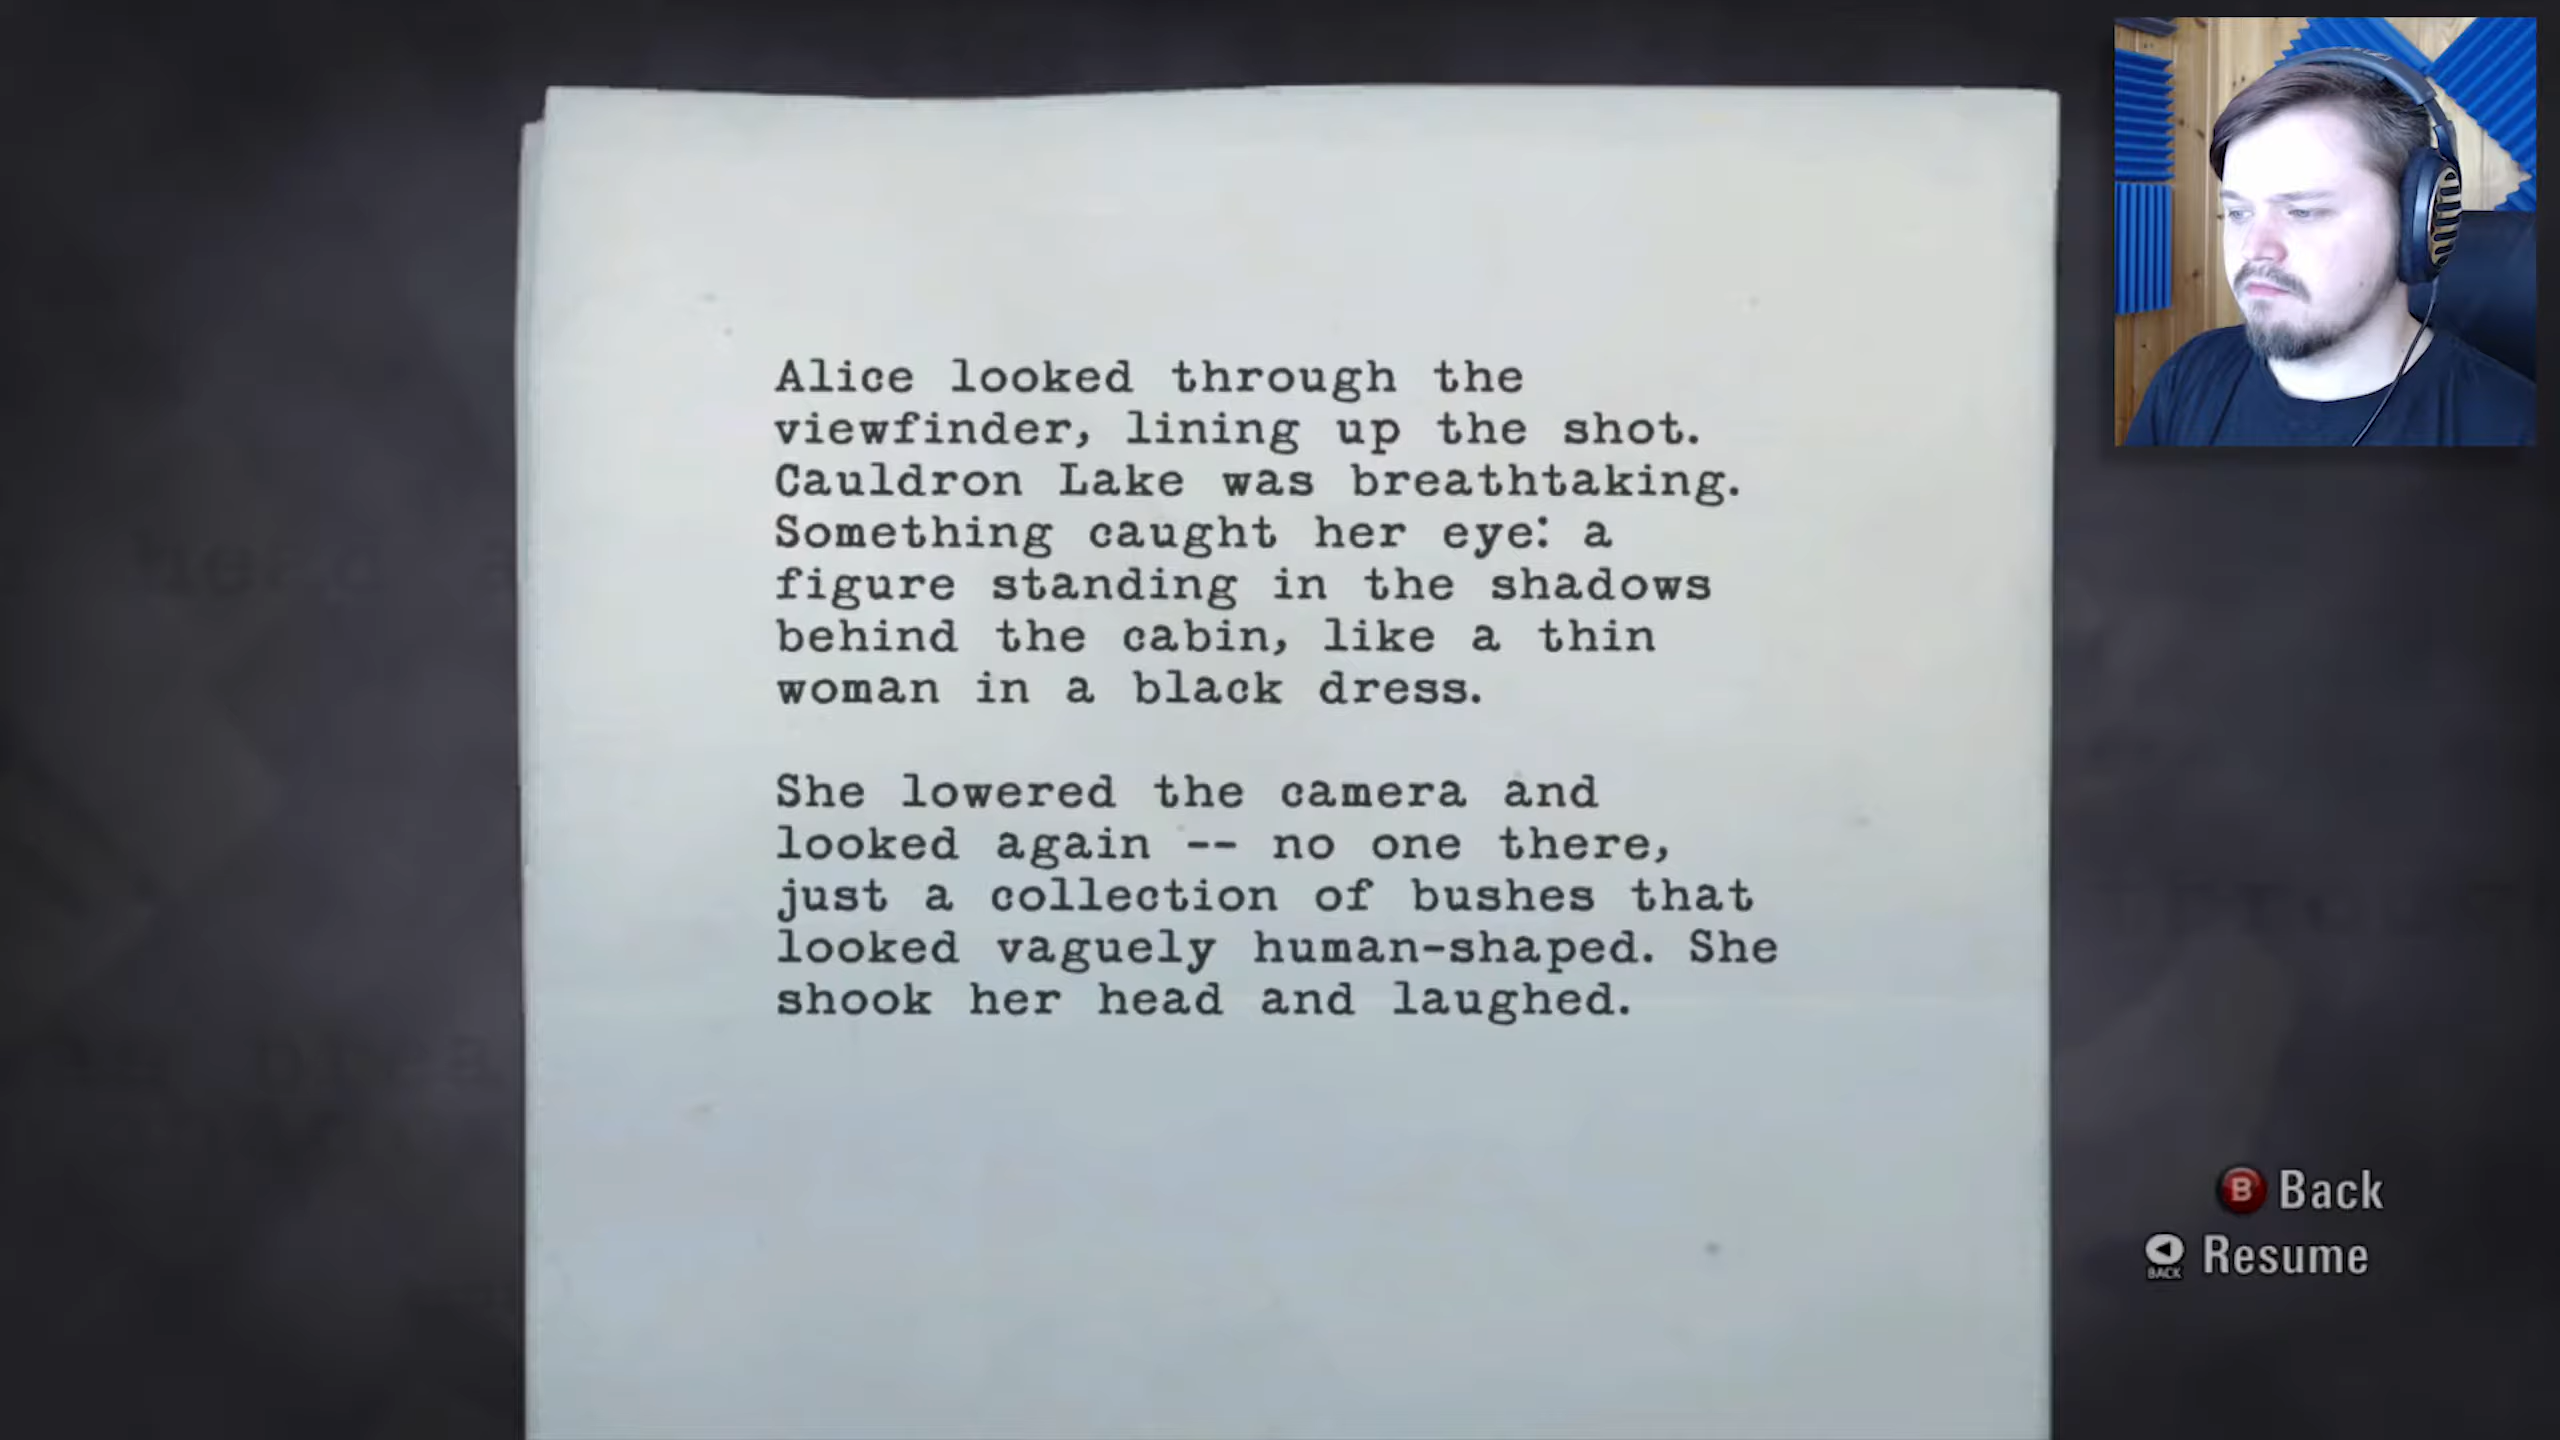 Alice looked through the
viewfinder, lining up the shot.
Cauldron Lake was breathtaking.
Something caught her eye: a
figure standing in the shadows
behind the cabin, like a thin
woman in a black dress.
She lowered the camera and
looked again -- no one there,
just a collection of bushes that
looked vaguely human-shaped. She
shook her head and laughed.
B Back
BACK Resume